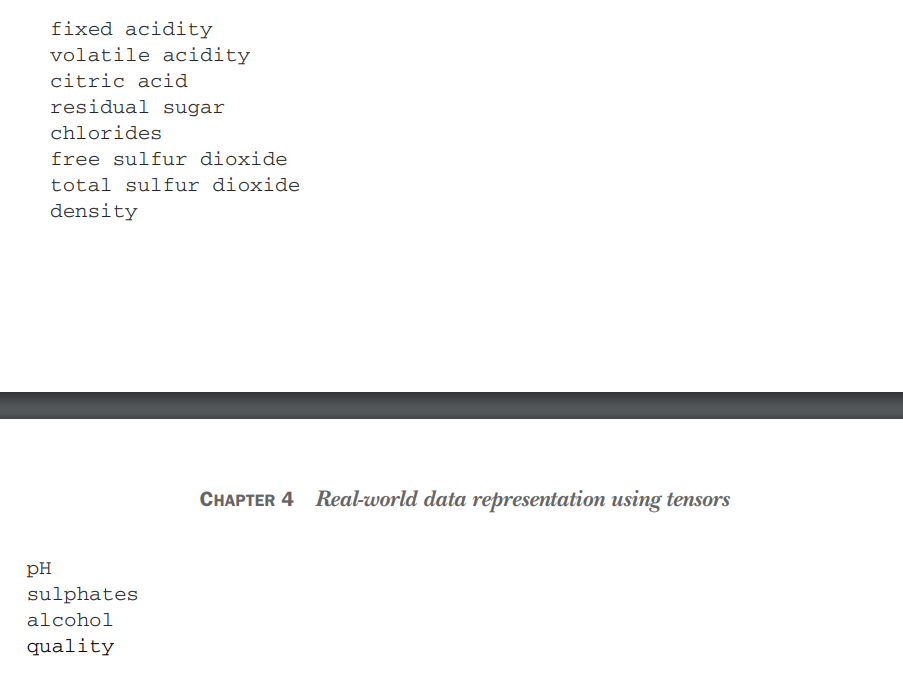 fixed acidity
volatile acidity
citric acid
residual sugar
chlorides
free sulfur dioxide
total sulfur dioxide
density
CHAPTER 4 Real-world data representation using tensors
pH
sulphates
alcohol
quality